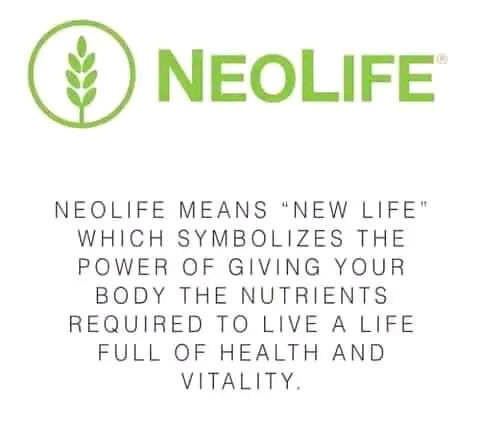 NEOLIFE®
NEOLIFE MEANS “NEW LIFE”
WHICH SYMBOLIZES THE
POWER OF GIVING YOUR
BODY THE NUTRIENTS
REQUIRED TO LIVE A LIFE
FULL OF HEALTH AND
VITALITY.